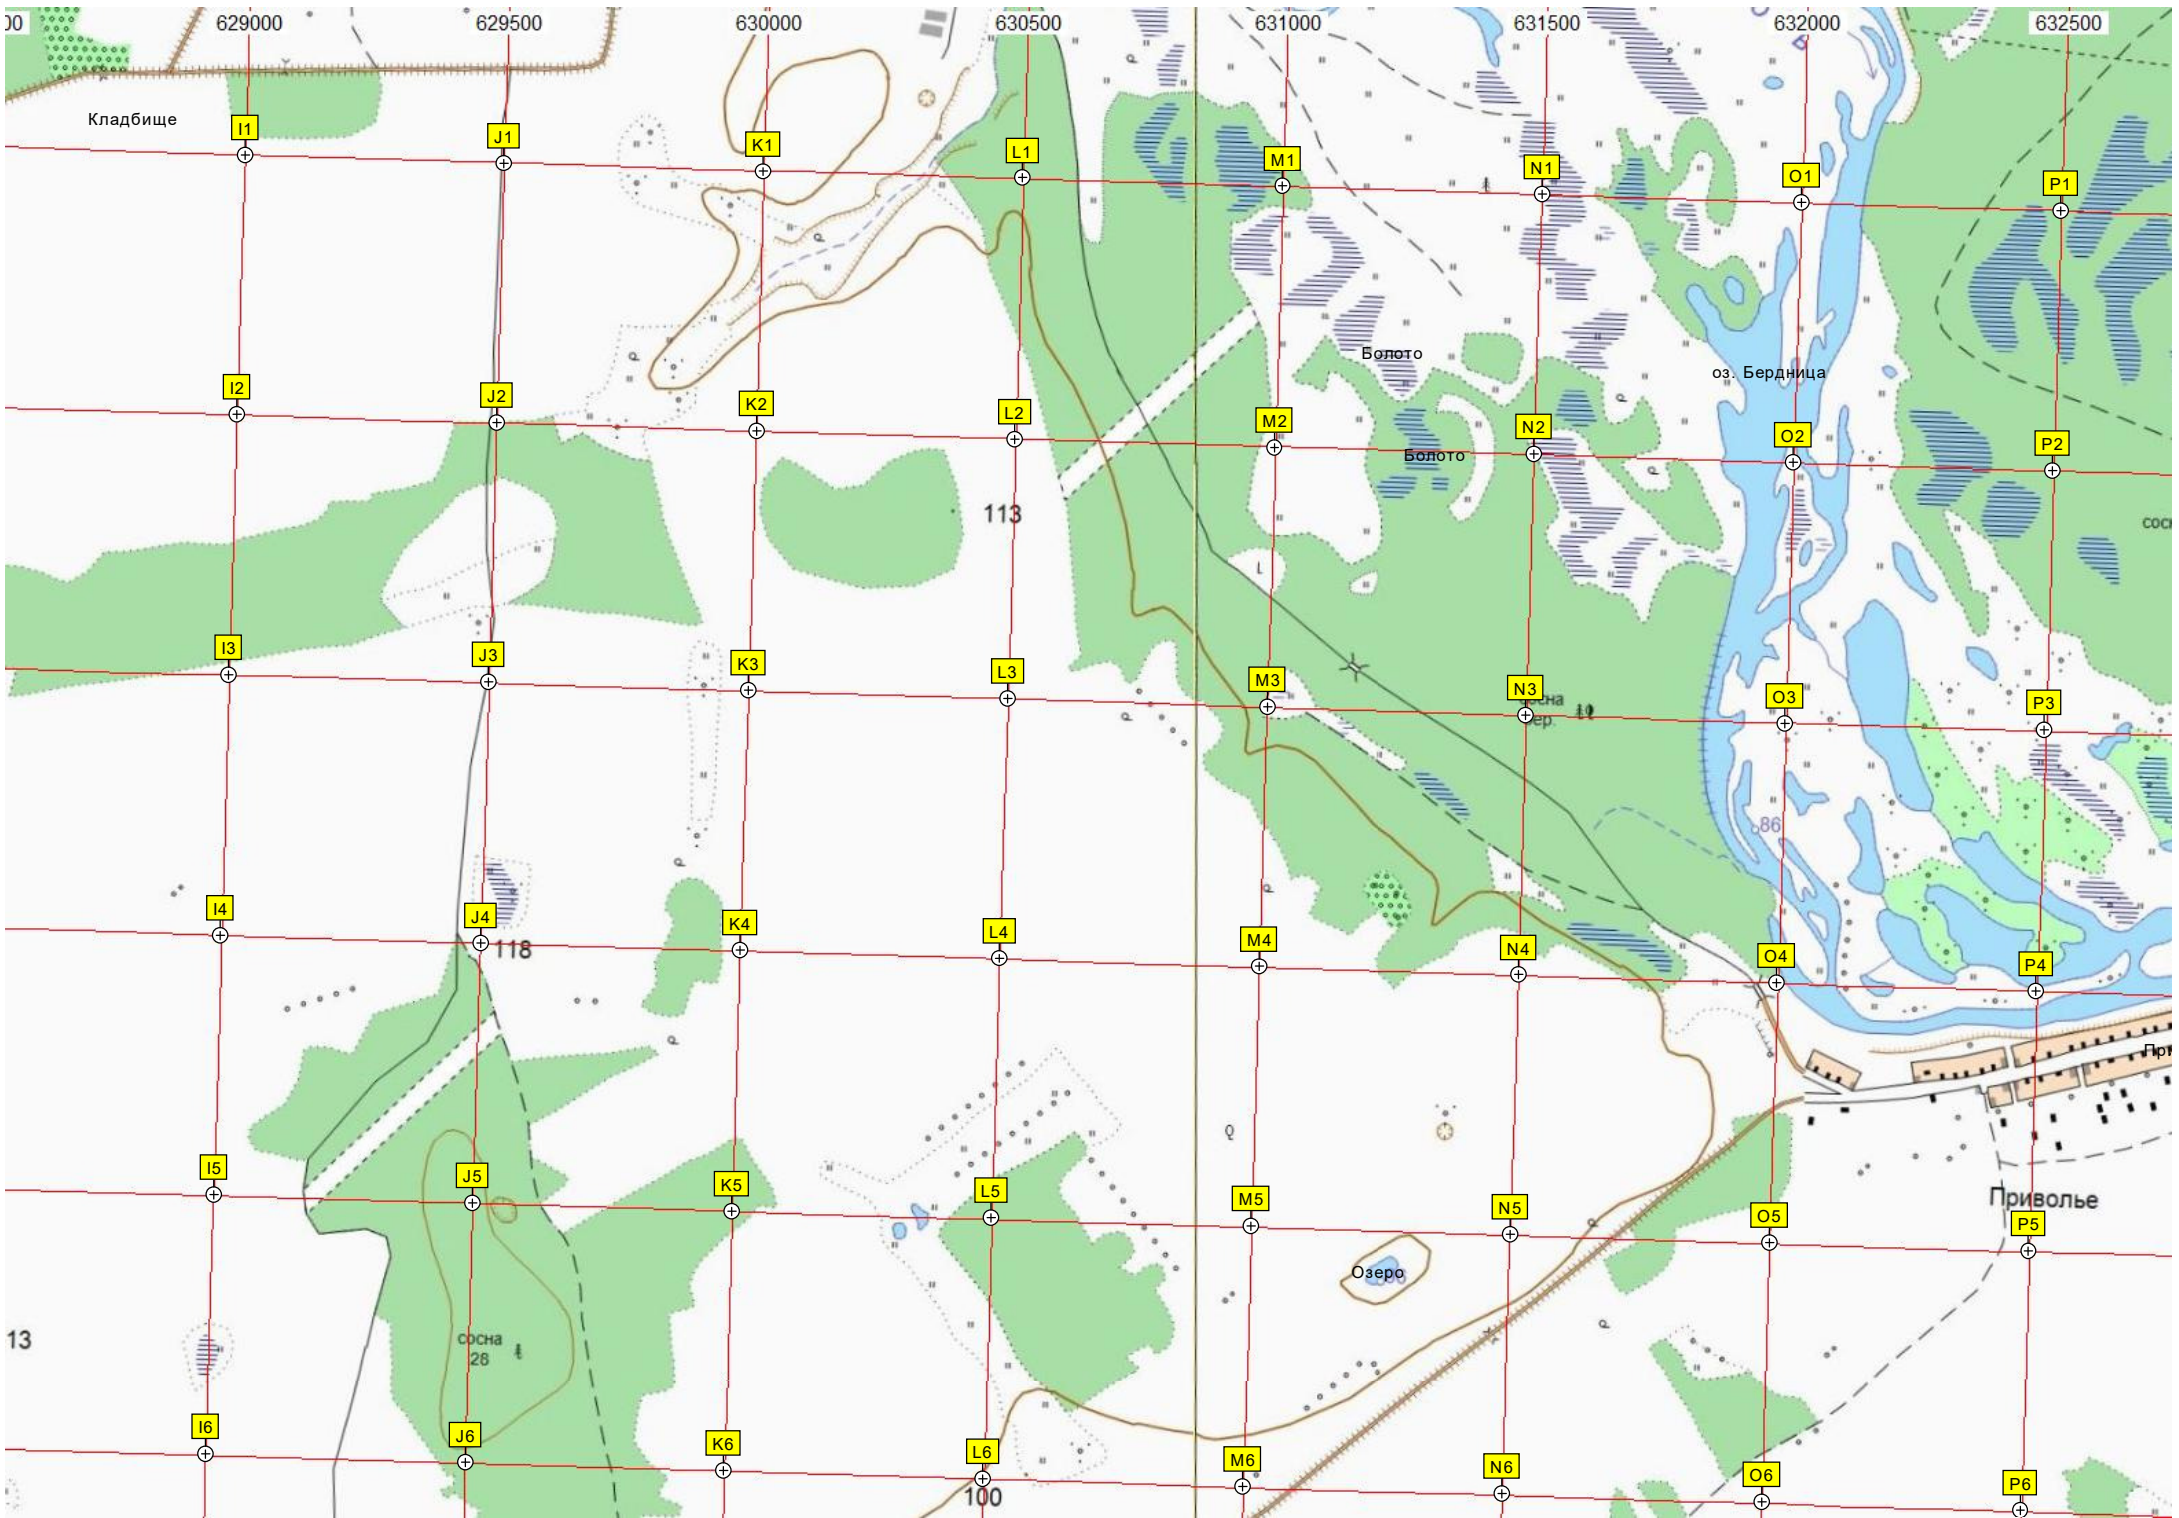 00 629000 629500 630000 630500 631000 631500 632000 632500
Кладбище
I1 J1 K1 L1 M1 N1 O1 P1
Болото
оз. Бердница
I2 J2 K2 L2 M2 N2 O2 P2
Болото
113
I3 J3 K3 L3 M3 N3 O3 P3
86
I4 J4 K4 L4 M4 N4 O4 P4
118
При
I5 J5 K5 L5 M5 N5 O5 P5
Приволье
Озеро
13
сосна
28
I6 J6 K6 L6 M6 N6 O6 P6
100